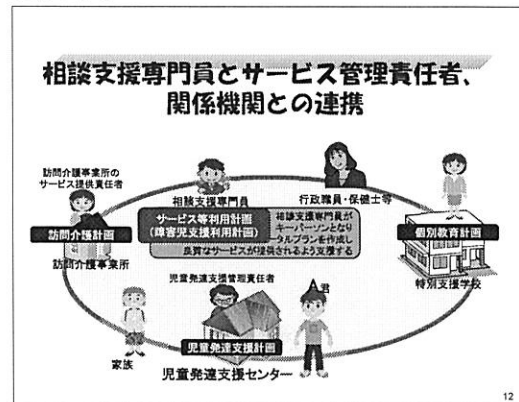 相談支援専門員とサービス管理責任者、
関係機関との連携
訪問介護事業所の
サービス提供責任者
訪問介護計画
訪問介護事業所
相談支援専門員
行政職員・保健士等
サービス等利用計画
(障害児支援利用計画)
相談支援専門員が
キーパーソンとなり
タルプランを作成し
良質なサービスが提供されるよう支援する
個別教育計画
特別支援学校
児童発達支援管理責任者
A君
児童発達支援計画
児童発達支援センター
家族
12